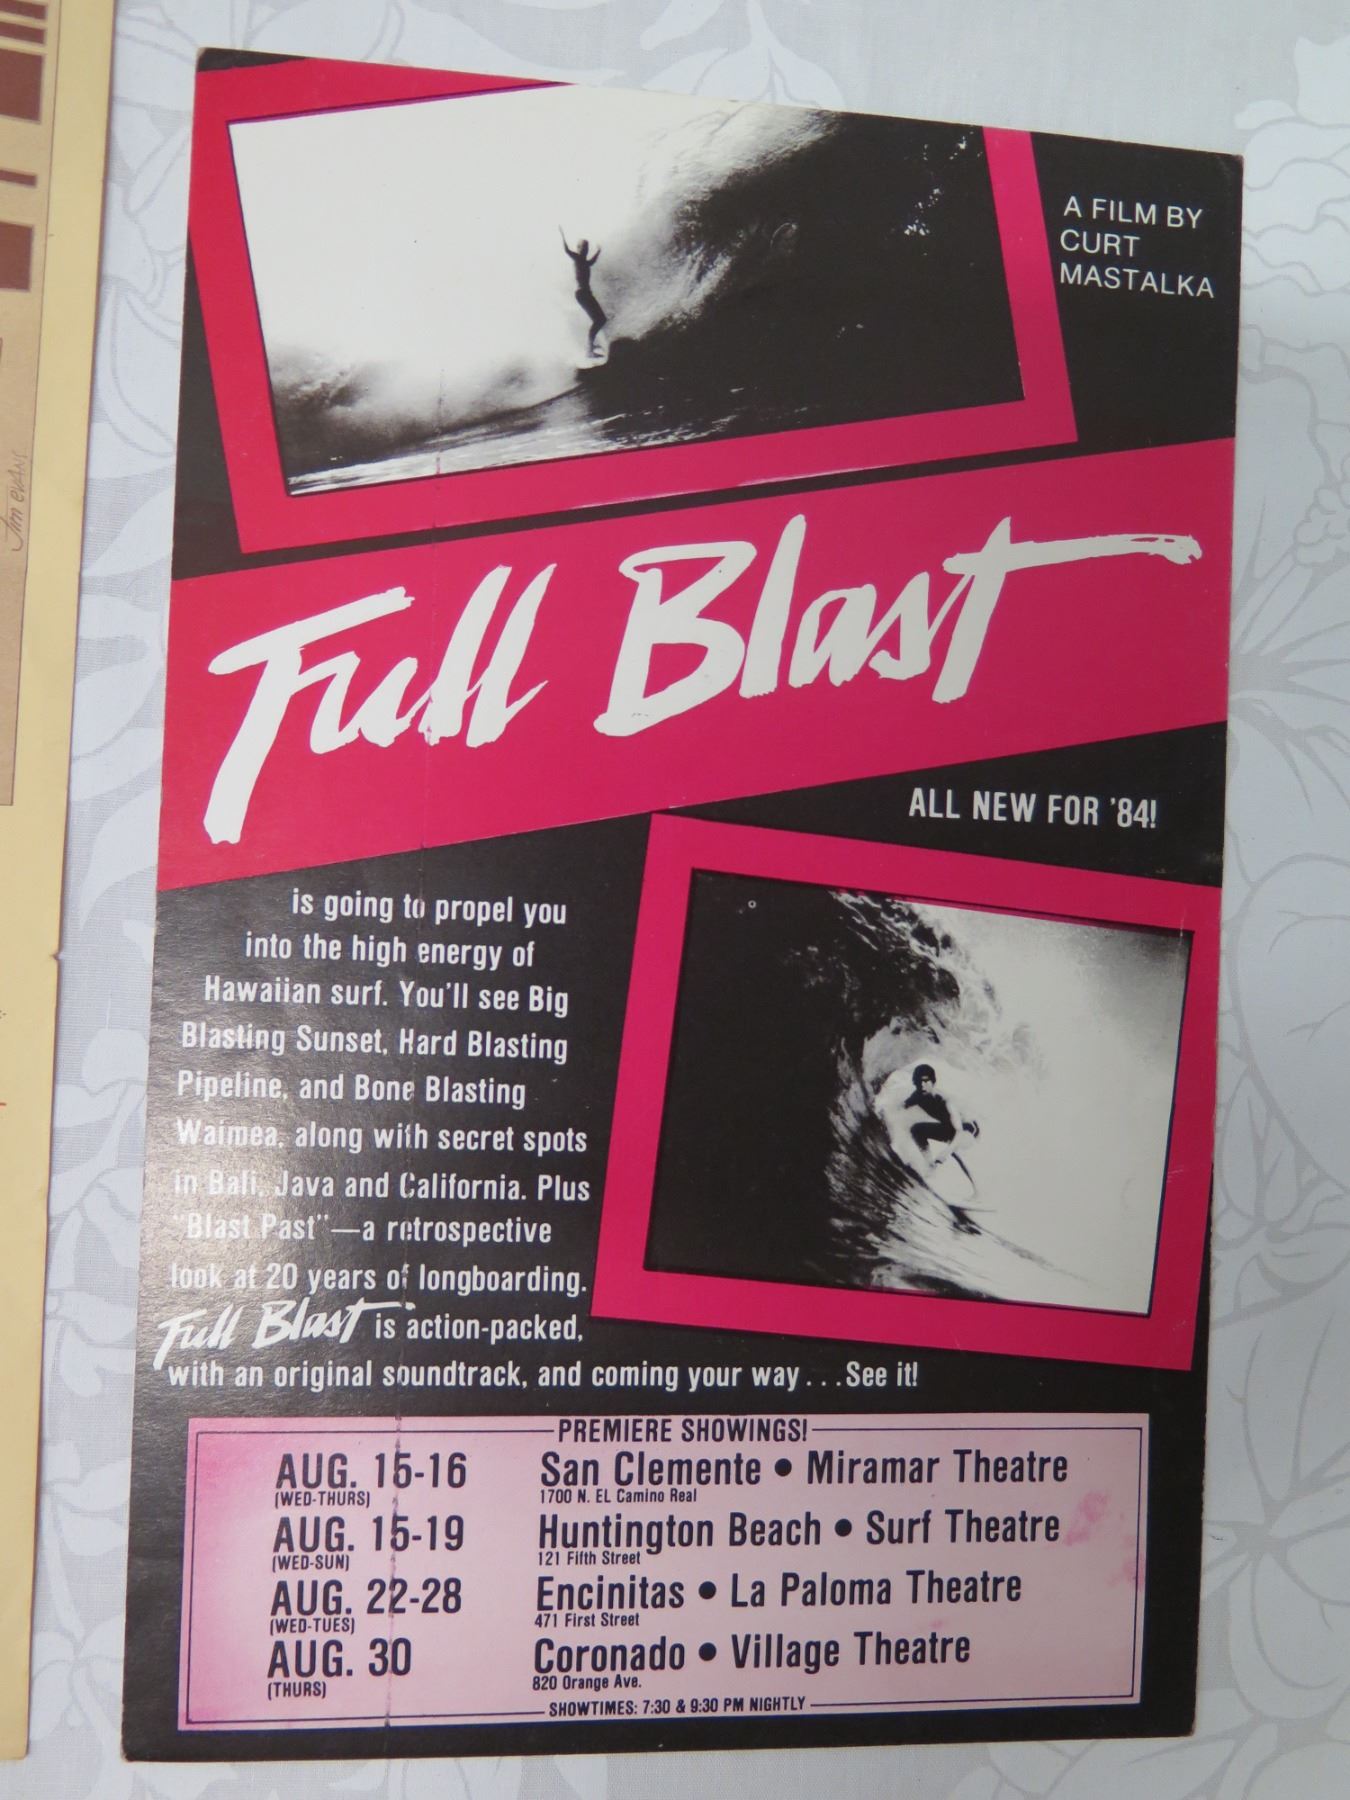 Jim EVANS
A FILM BY
CURT
MASTALKA
Full Blast
ALL NEW FOR '84!
is going to propel you
into the high energy of
Hawaiian surf. You'll see Big
Blasting Sunset, Hard Blasting
Pipeline, and Bone Blasting
Waimea, along with secret spots
in Bali, Java and California. Plus
"Blast Past"—a retrospective
look at 20 years of longboarding.
Full Blast is action-packed,
with an original soundtrack, and coming your way...See it!
PREMIERE SHOWINGS!
AUG. 15-16 San Clemente • Miramar Theatre
(WED-THURS) 1700 N. EL Camino Real
AUG. 15-19 Huntington Beach • Surf Theatre
(WED-SUN) 121 Fifth Street
AUG. 22-28 Encinitas • La Paloma Theatre
(WED-TUES) 471 First Street
AUG. 30 Coronado • Village Theatre
(THURS) 820 Orange Ave.
SHOWTIMES: 7:30 & 9:30 PM NIGHTLY